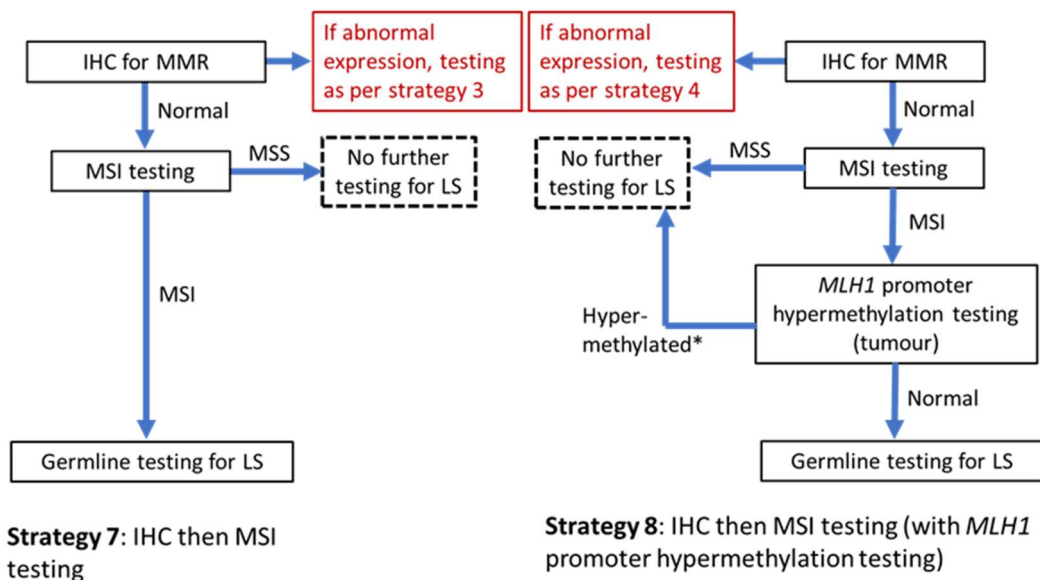 IHC for MMR
If abnormal
expression, testing
as per strategy 3
Normal
MSI testing
MSS
No further
testing for LS
MSI
Germline testing for LS
Strategy 7: IHC then MSI
testing
If abnormal
expression, testing
as per strategy 4
IHC for MMR
Normal
No further
testing for LS
MSS
MSI testing
MSI
MLH1 promoter
hypermethylation testing
(tumour)
Hyper-
methylated*
Normal
Germline testing for LS
Strategy 8: IHC then MSI testing (with MLH1
promoter hypermethylation testing)